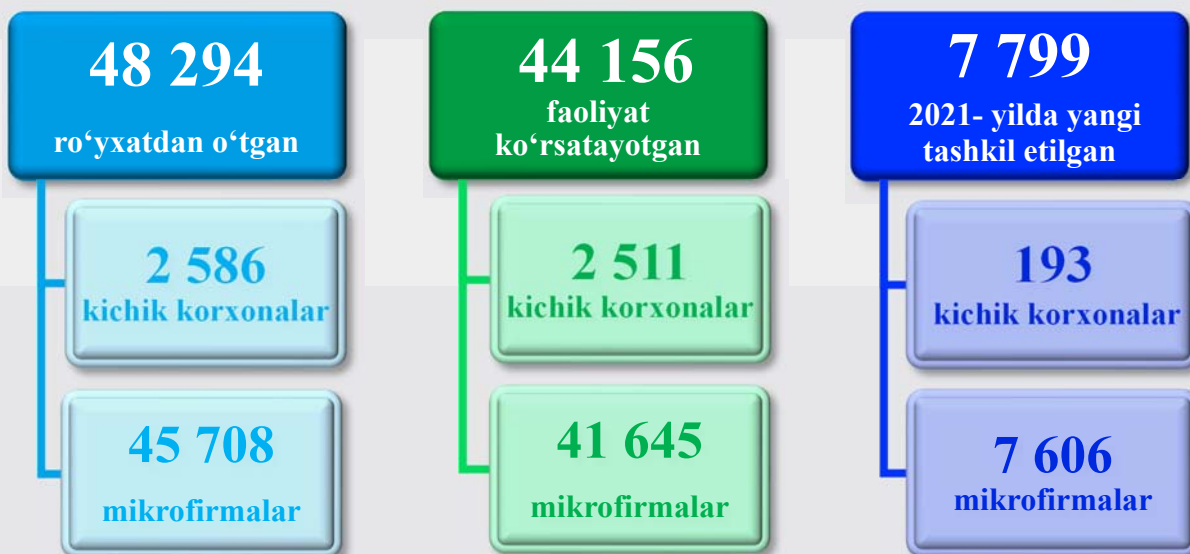 48 294
ro‘yxatdan o‘tgan
2 586
kichik korxonalar
45 708
mikrofirmalar
44 156
faoliyat
ko‘rsatayotgan
2 511
kichik korxonalar
41 645
mikrofirmalar
7 799
2021- yilda yangi
tashkil etilgan
193
kichik korxonalar
7 606
mikrofirmalar